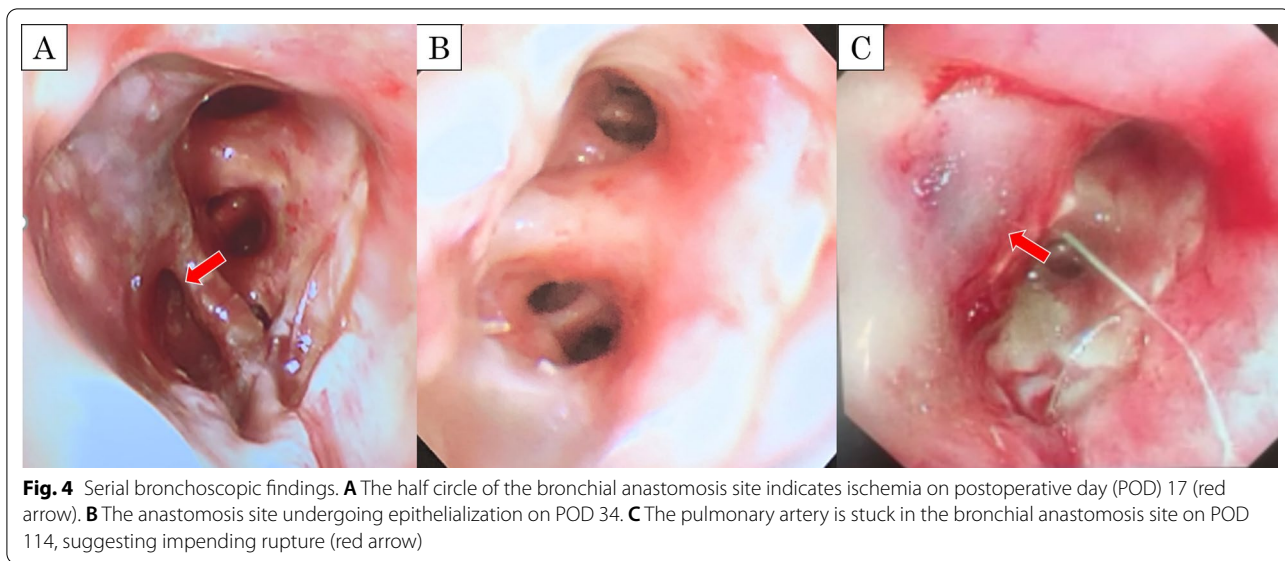 A
B
C
Fig. 4 Serial bronchoscopic findings. A The half circle of the bronchial anastomosis site indicates ischemia on postoperative day (POD) 17 (red
arrow). B The anastomosis site undergoing epithelialization on POD 34. C The pulmonary artery is stuck in the bronchial anastomosis site on POD
114, suggesting impending rupture (red arrow)